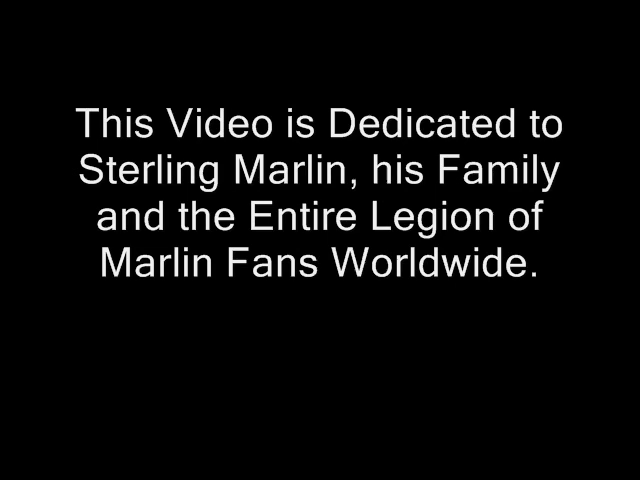 This Video is Dedicated to
Sterling Marlin, his Family
and the Entire Legion of
Marlin Fans Worldwide.